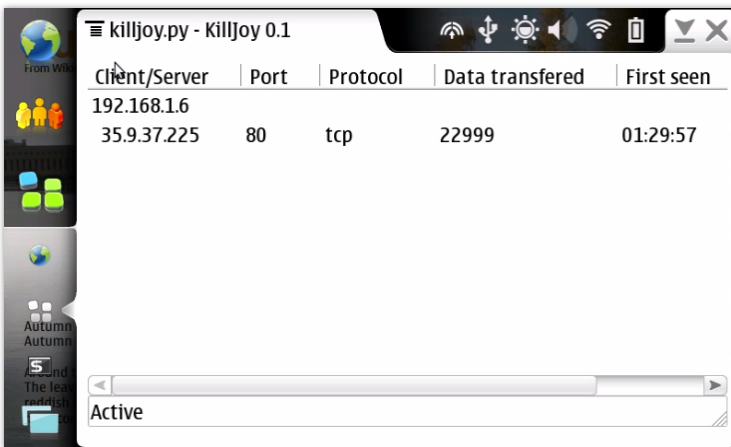 killjoy.py - KillJoy 0.1
From Wiki
Client/Server Port Protocol Data transfered First seen
192.168.1.6
35.9.37.225 80 tcp 22999 01:29:57
Autumn
Autumn
The leav
reddish
Active